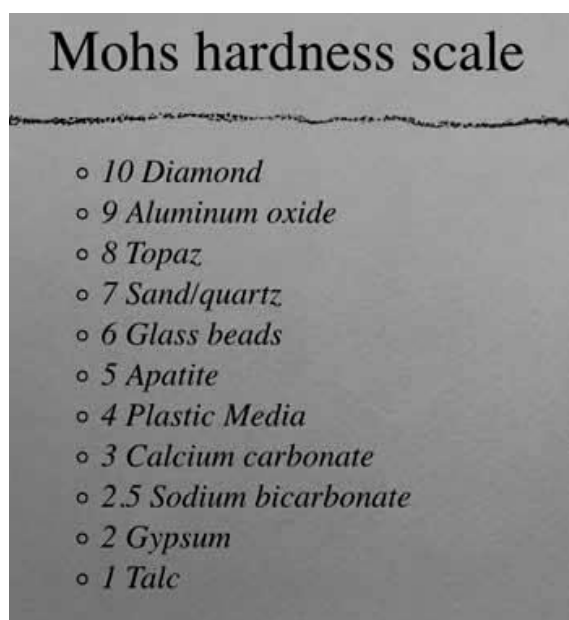 Mohs hardness scale
10 Diamond
9 Aluminum oxide
8 Topaz
7 Sand/quartz
6 Glass beads
5 Apatite
4 Plastic Media
3 Calcium carbonate
2.5 Sodium bicarbonate
2 Gypsum
1 Talc